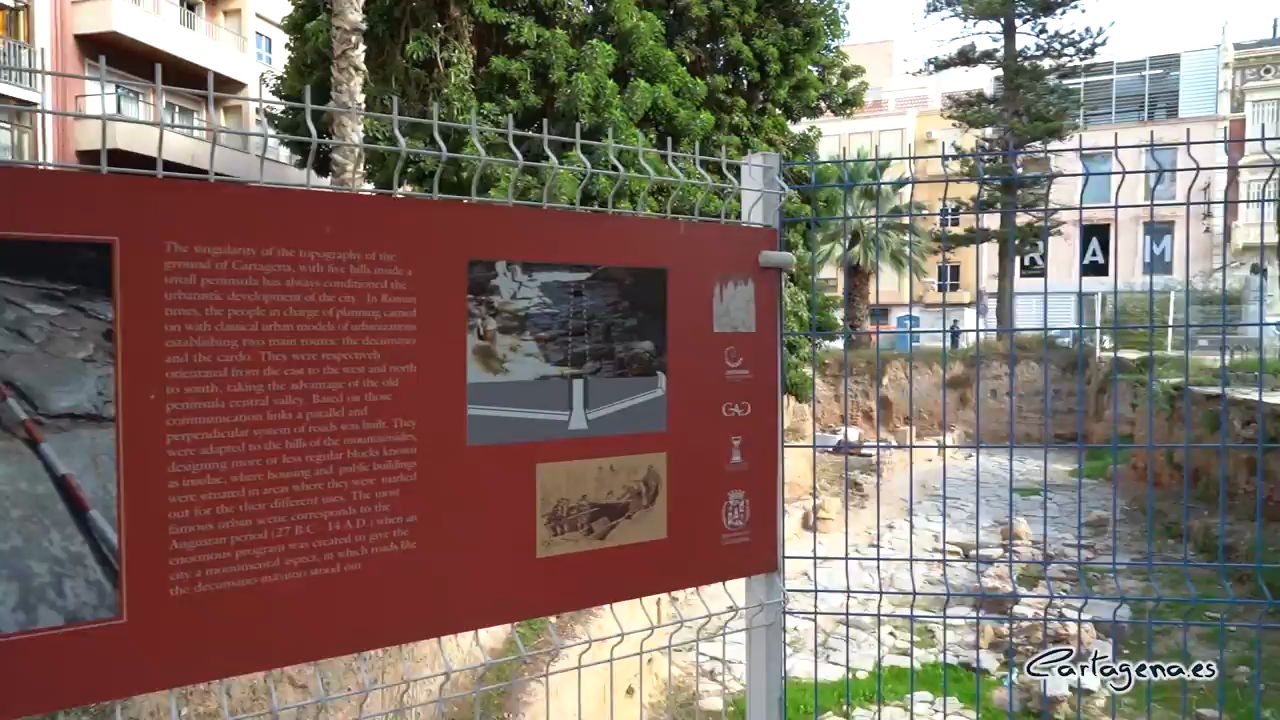 The singularity of the topography of the
ground of Cartagena, with five hills inside a
small peninsula has always conditioned the
urbanistic development of the city. In Roman
times, the people in charge of planning carried
on with classical urban models of urbanizations
establishing two main routes: the decumanus
and the cardo. They were respectively
orientated from the east to the west and north
to south, taking the advantage of the old
peninsula central valley. Based on those
communication links a parallel and
perpendicular system of roads was built. They
were adapted to the hills of the mountainsides,
designing more or less regular blocks known
as insulae, where housing and public buildings
were situated in areas where they were marked
out for the their different uses. The most
famous urban scene corresponds to the
Augustan period (27 B.C - 14 A.D.) when an
enormous program was created to give the
city a monumental aspect, in which roads like
the decumano maximo stood out.
R A M
Cartagena.es